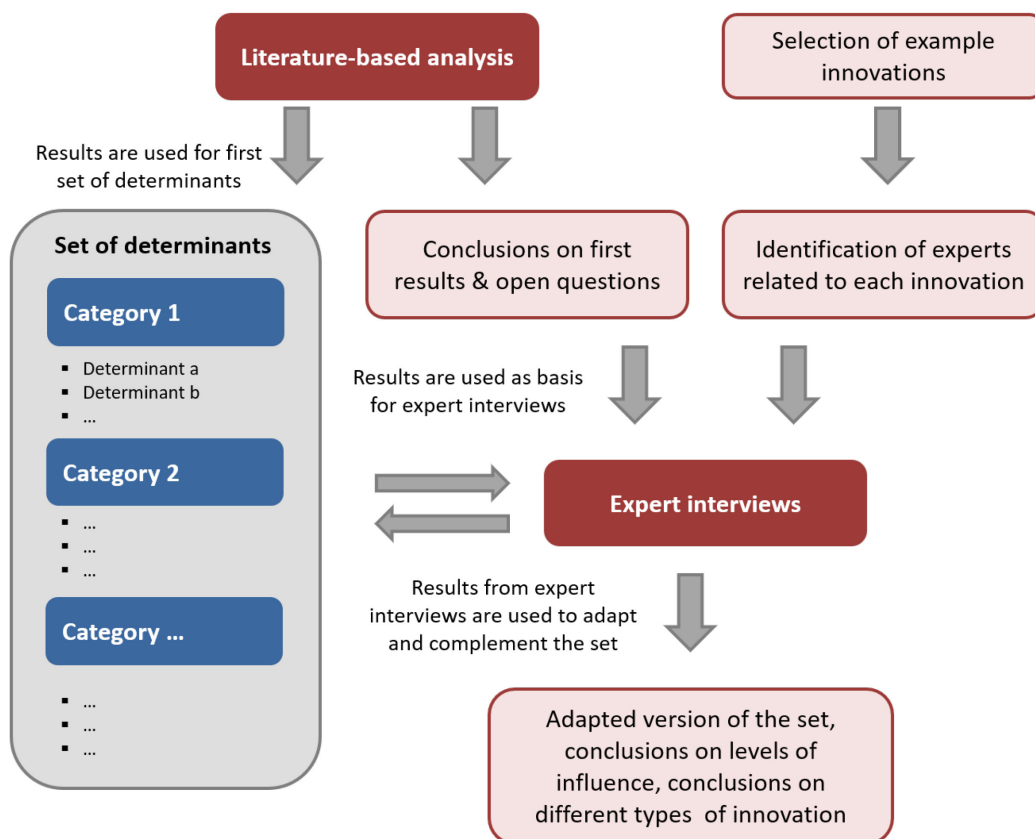 Literature-based analysis
Selection of example
innovations
Results are used for first
set of determinants
Set of determinants
Category 1
▪ Determinant a
▪ Determinant b
▪ ...
Category 2
▪ ...
▪ ...
▪ ...
Category ...
▪ ...
▪ ...
▪ ...
Conclusions on first
results & open questions
Identification of experts
related to each innovation
Results are used as basis
for expert interviews
Expert interviews
Results from expert
interviews are used to adapt
and complement the set
Adapted version of the set,
conclusions on levels of
influence, conclusions on
different types of innovation